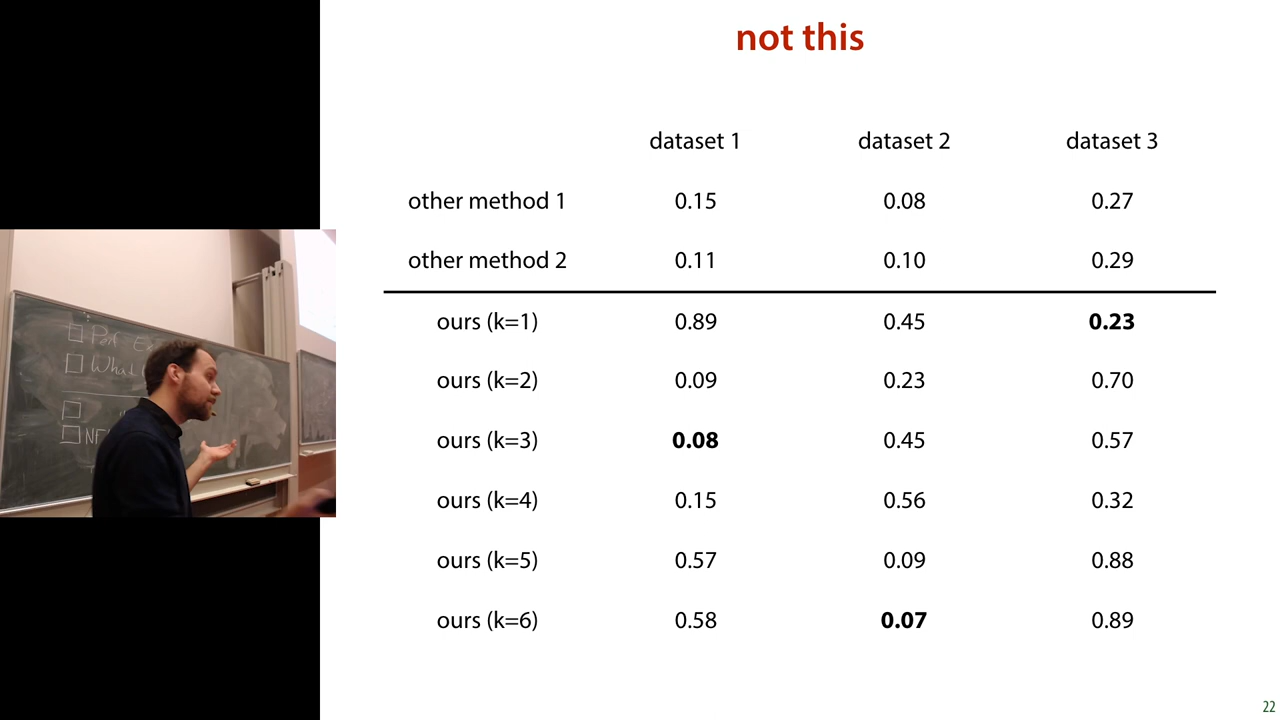 not this
dataset 1 dataset 2 dataset 3
other method 1 0.15 0.08 0.27
other method 2 0.11 0.10 0.29
ours (k=1) 0.89 0.45 0.23
ours (k=2) 0.09 0.23 0.70
ours (k=3) 0.08 0.45 0.57
ours (k=4) 0.15 0.56 0.32
ours (k=5) 0.57 0.09 0.88
ours (k=6) 0.58 0.07 0.89
22
What